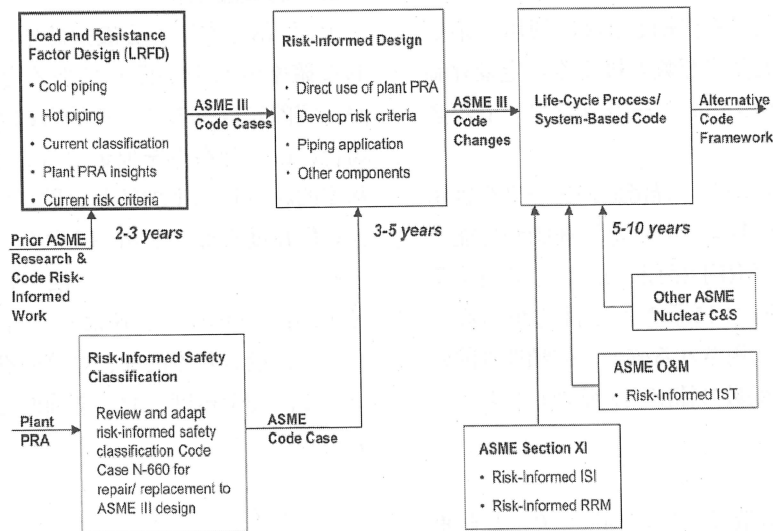 Load and Resistance
Factor Design (LRFD)
• Cold piping
• Hot piping
• Current classification
• Plant PRA insights
• Current risk criteria
ASME III
Code Cases
Risk-Informed Design
• Direct use of plant PRA
• Develop risk criteria
• Piping application
• Other components
ASME III
Code
Changes
Life-Cycle Process/
System-Based Code
Alternative
Code
Framework
Prior ASME
Research &
Code Risk-
Informed
Work
2-3 years
3-5 years
5-10 years
Other ASME
Nuclear C&S
Risk-Informed Safety
Classification
Review and adapt
risk-informed safety
classification Code
Case N-660 for
repair/ replacement to
ASME III design
Plant
PRA
ASME
Code Case
ASME O&M
• Risk-Informed IST
ASME Section XI
• Risk-Informed ISI
• Risk-Informed RRM